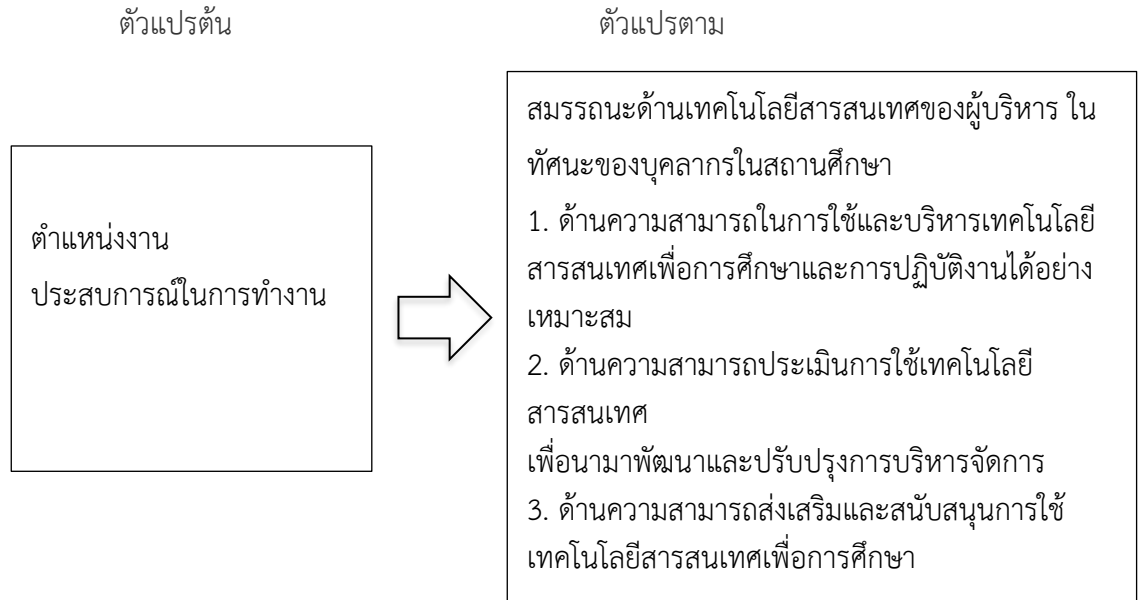 ตัวแปรต้น
ตัวแปรตาม
ตำแหน่งงาน
ประสบการณ์ในการทำงาน
สมรรถนะด้านเทคโนโลยีสารสนเทศของผู้บริหาร ใน
ทัศนะของบุคลากรในสถานศึกษา
1. ด้านความสามารถในการใช้และบริหารเทคโนโลยี
สารสนเทศเพื่อการศึกษาและการปฏิบัติงานได้อย่าง
เหมาะสม
2. ด้านความสามารถประเมินการใช้เทคโนโลยี
สารสนเทศ
เพื่อนามาพัฒนาและปรับปรุงการบริหารจัดการ
3. ด้านความสามารถส่งเสริมและสนับสนุนการใช้
เทคโนโลยีสารสนเทศเพื่อการศึกษา